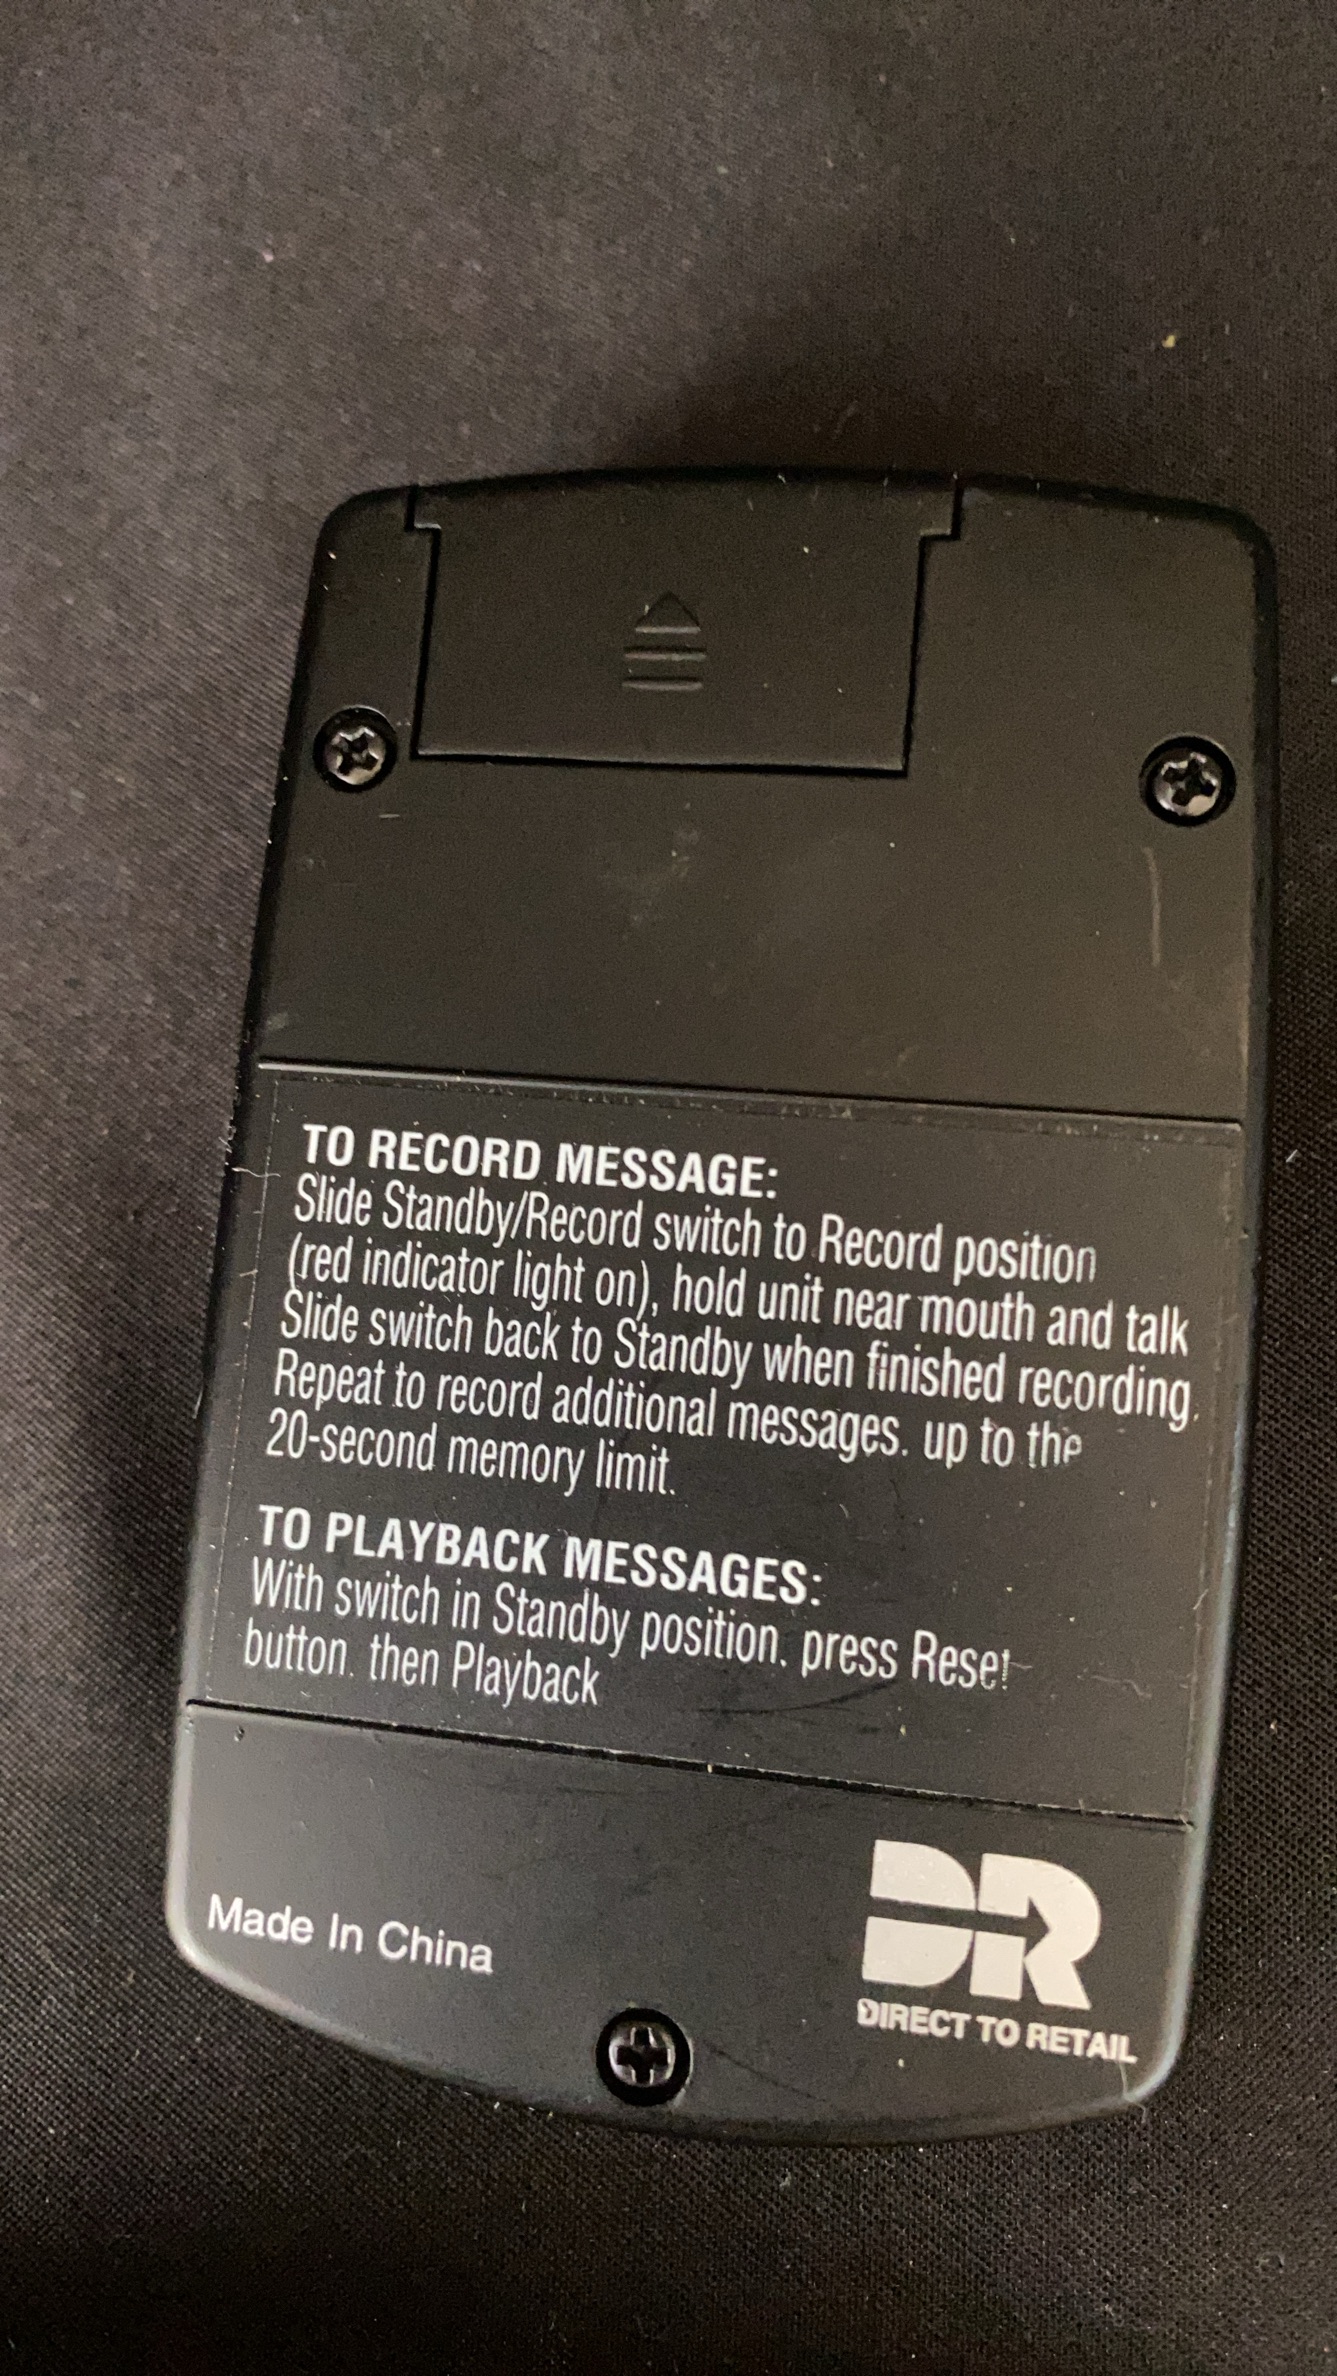 TO RECORD MESSAGE:
Slide Standby/Record switch to Record position
(red indicator light on), hold unit near mouth and talk
Slide switch back to Standby when finished recording.
Repeat to record additional messages. up to the
20-second memory limit.
TO PLAYBACK MESSAGES:
With switch in Standby position. press Reset
button. then Playback
Made In China
DR
DIRECT TO RETAIL